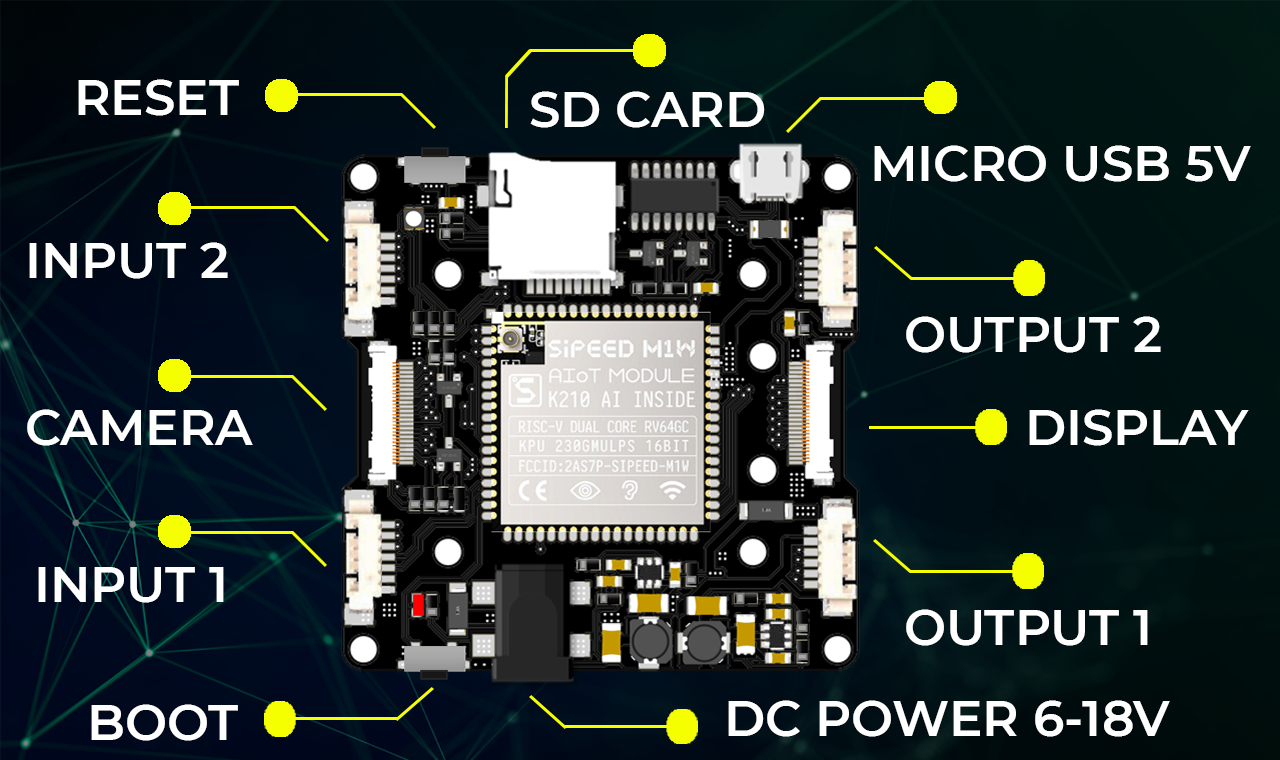 RESET
SD CARD
MICRO USB 5V
INPUT 2
OUTPUT 2
SiPEED M1W
AIoT MODULE
S
K210 AI INSIDE
CAMERA
DISPLAY
RISC-V DUAL CORE RV64GC
KPU 230GMULPS 16BIT
FCCID:2AS7P-SIPEED-M1W
CE
INPUT 1
OUTPUT 1
BOOT
DC POWER 6-18V